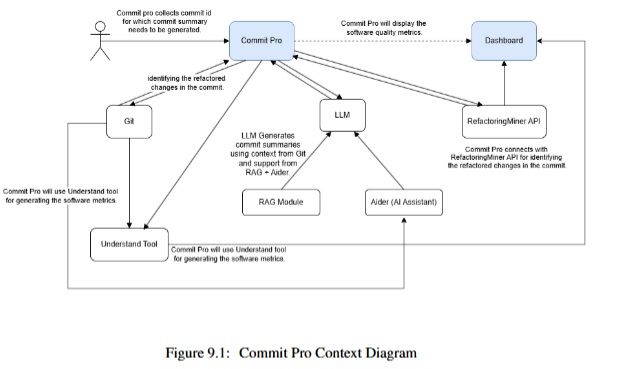 Commit pro collects commit id
for which commit summary
needs to be generated.
Commit Pro
Commit Pro will display the
software quality metrics.
Dashboard
identifying the refactored
changes in the commit.
Git
LLM
RefactoringMiner API
LLM Generates
commit summaries
using context from Git
and support from
RAG + Aider.
Commit Pro connects with
RefactoringMiner API for identifying
the refactored changes in the commit.
Commit Pro will use Understand tool
for generating the software metrics.
RAG Module
Aider (AI Assistant)
Understand Tool
Commit Pro will use Understand tool
for generating the software metrics.
Figure 9.1: Commit Pro Context Diagram